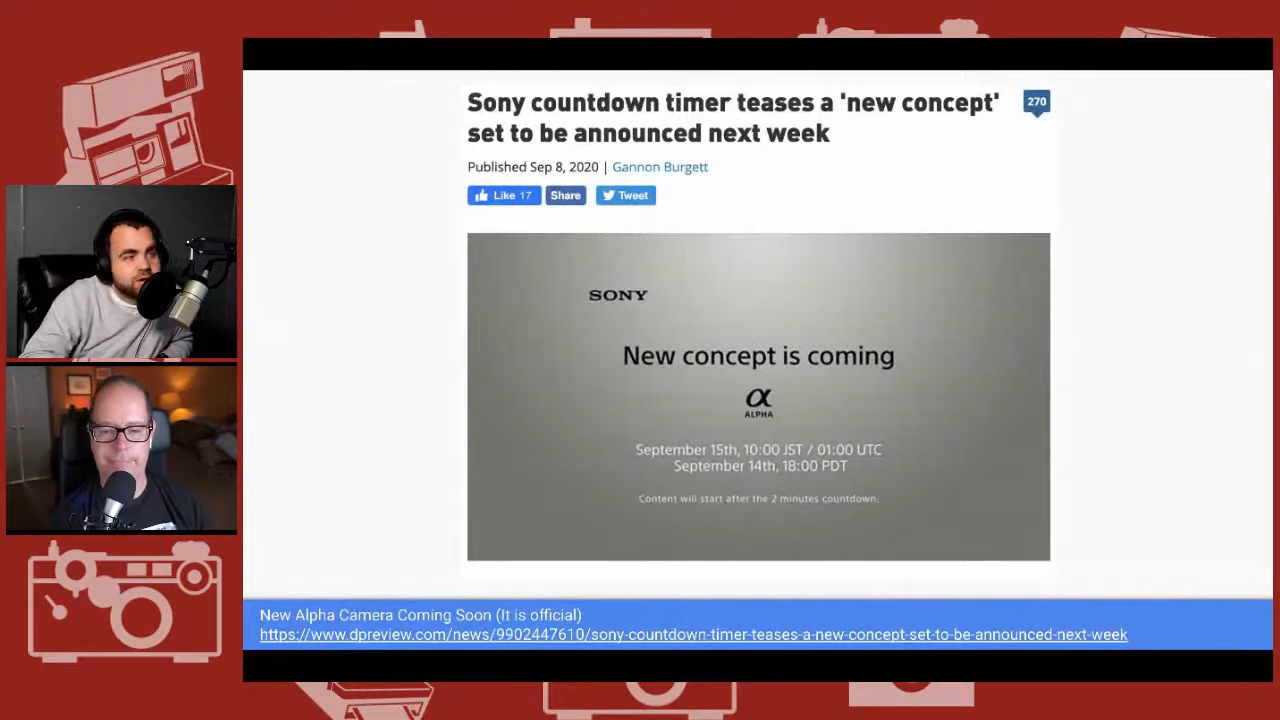 Sony countdown timer teases a 'new concept'
set to be announced next week
270
Published Sep 8, 2020 | Gannon Burgett
Like 17 Share Tweet
SONY
New concept is coming
α
ALPHA
September 15th, 10:00 JST / 01:00 UTC
September 14th, 18:00 PDT
Content will start after the 2 minutes countdown.
New Alpha Camera Coming Soon (It is official)
https://www.dpreview.com/news/9902447610/sony-countdown-timer-teases-a-new-concept-set-to-be-announced-next-week